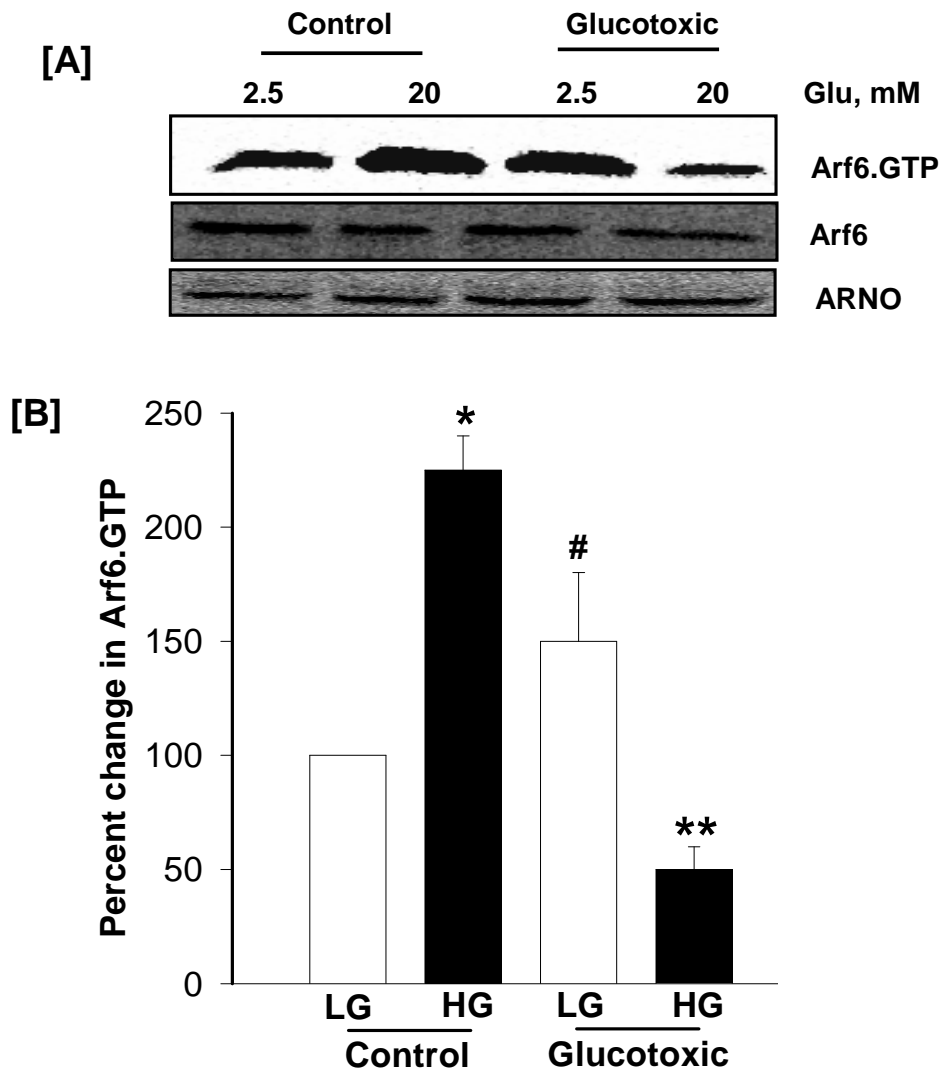 Control Glucotoxic
[A]
2.5 20 2.5 20 Glu, mM
Arf6.GTP
Arf6
ARNO
[B]
Percent change in Arf6.GTP
250
200
150
100
50
0
*
#
**
LG HG LG HG
Control Glucotoxic